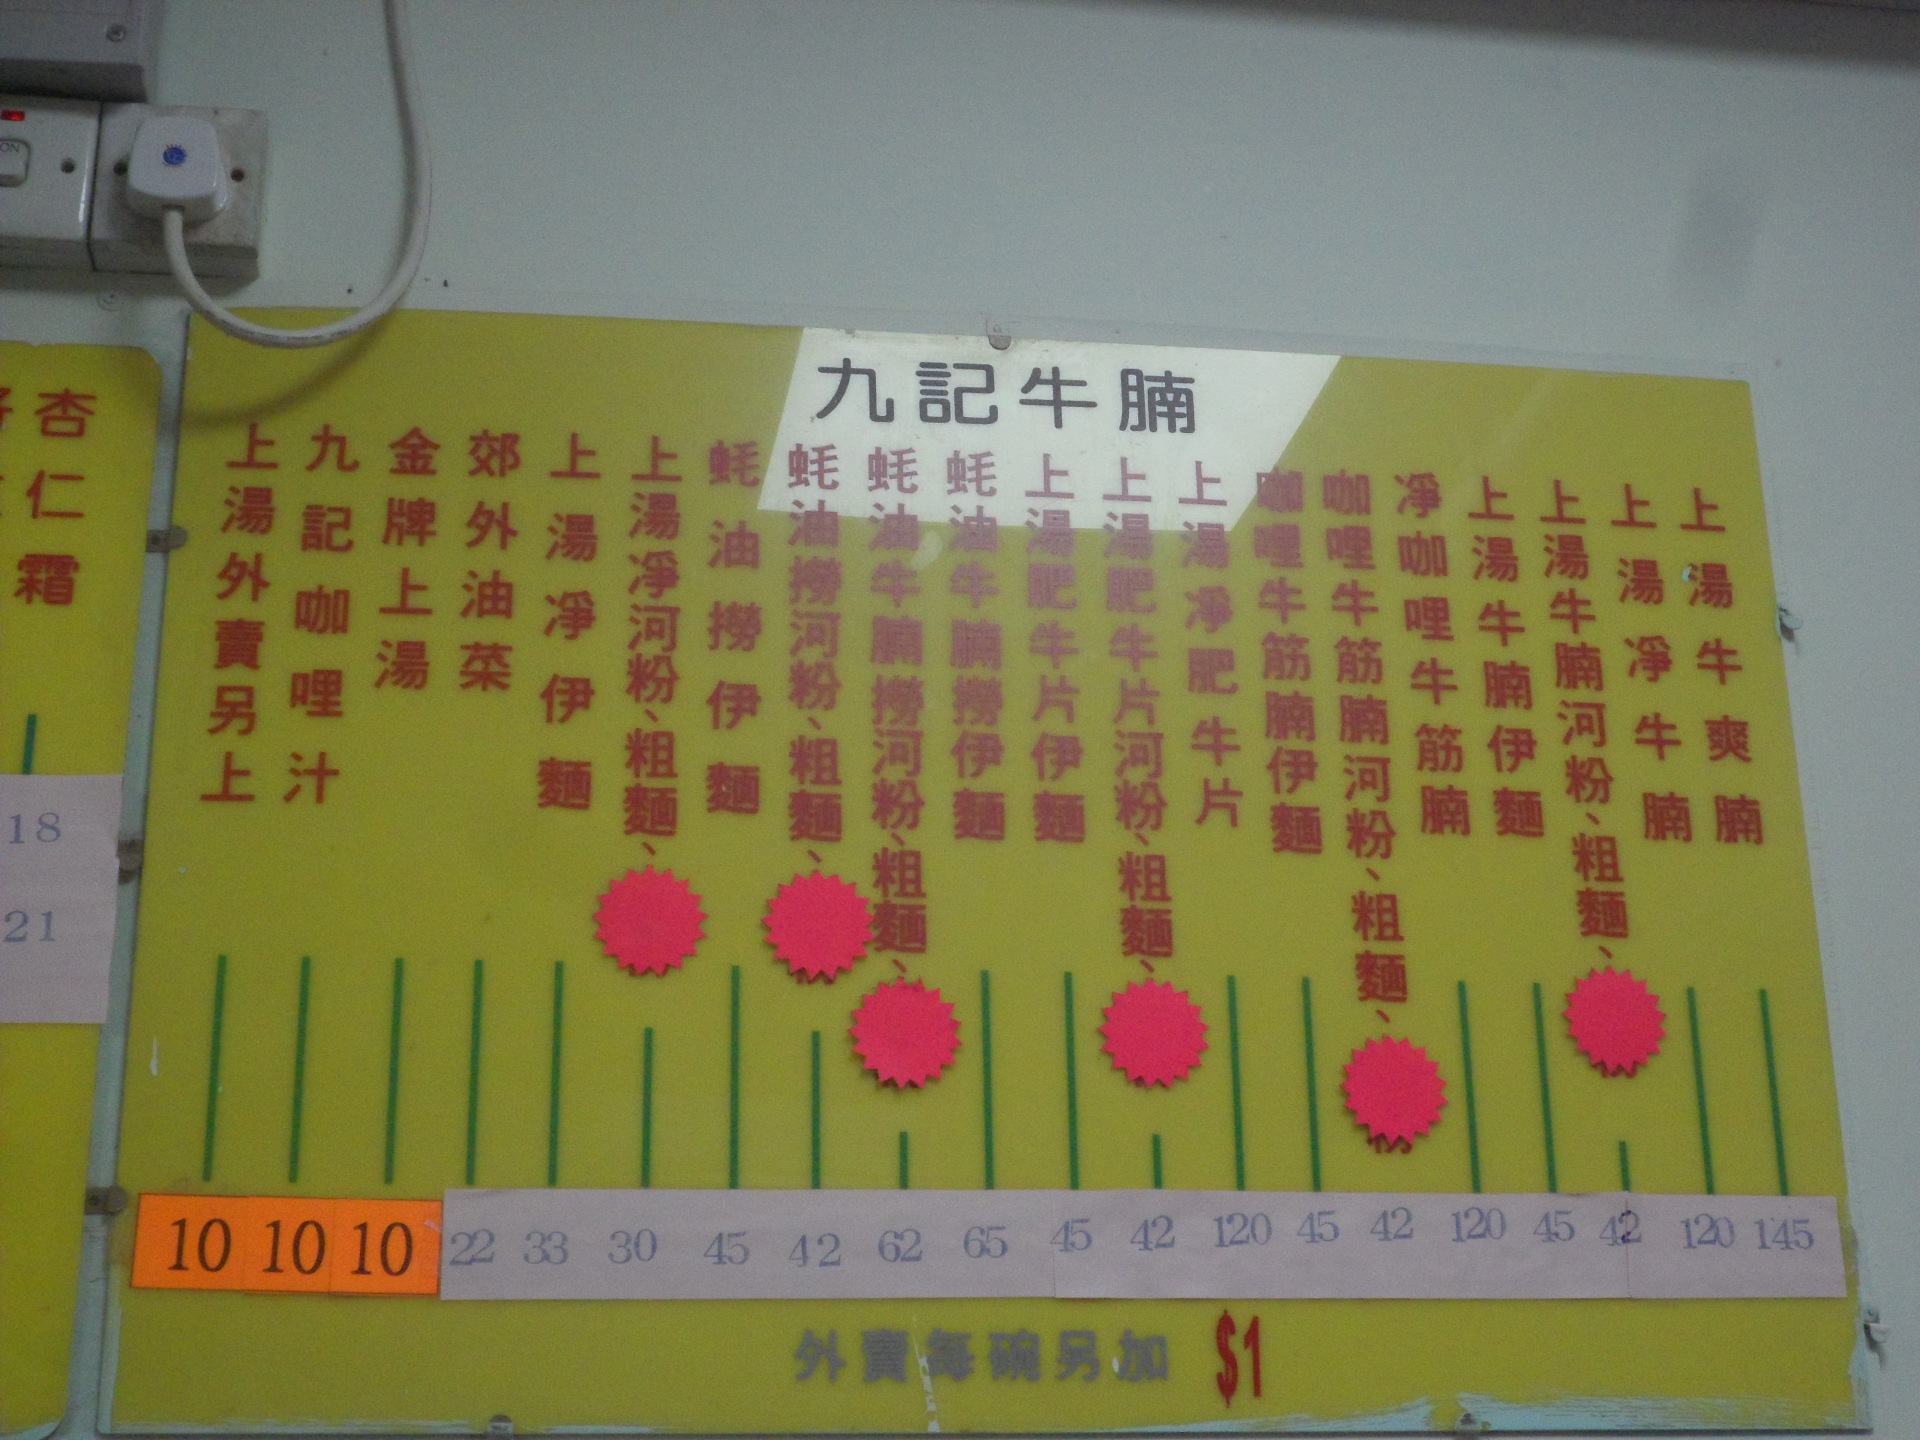 九記牛腩
上湯牛爽腩 145
上湯淨牛腩 120
上湯牛腩河粉、粗麵、 42
上湯牛腩伊麵 45
淨咖哩牛筋腩 120
咖哩牛筋腩河粉、粗麵、 42
咖哩牛筋腩伊麵 45
上湯淨肥牛片 120
上湯肥牛片河粉、粗麵、 42
上湯肥牛片伊麵 45
蚝油牛腩撈伊麵 65
蚝油牛腩撈河粉、粗麵、 62
蚝油撈河粉、粗麵、 42
蚝油撈伊麵 45
上湯淨河粉、粗麵、 30
上湯淨伊麵 33
郊外油菜 22
金牌上湯 10
九記咖哩汁 10
上湯外賣另上 10
外賣每碗另加 $1
杏仁霜
21
18
ON